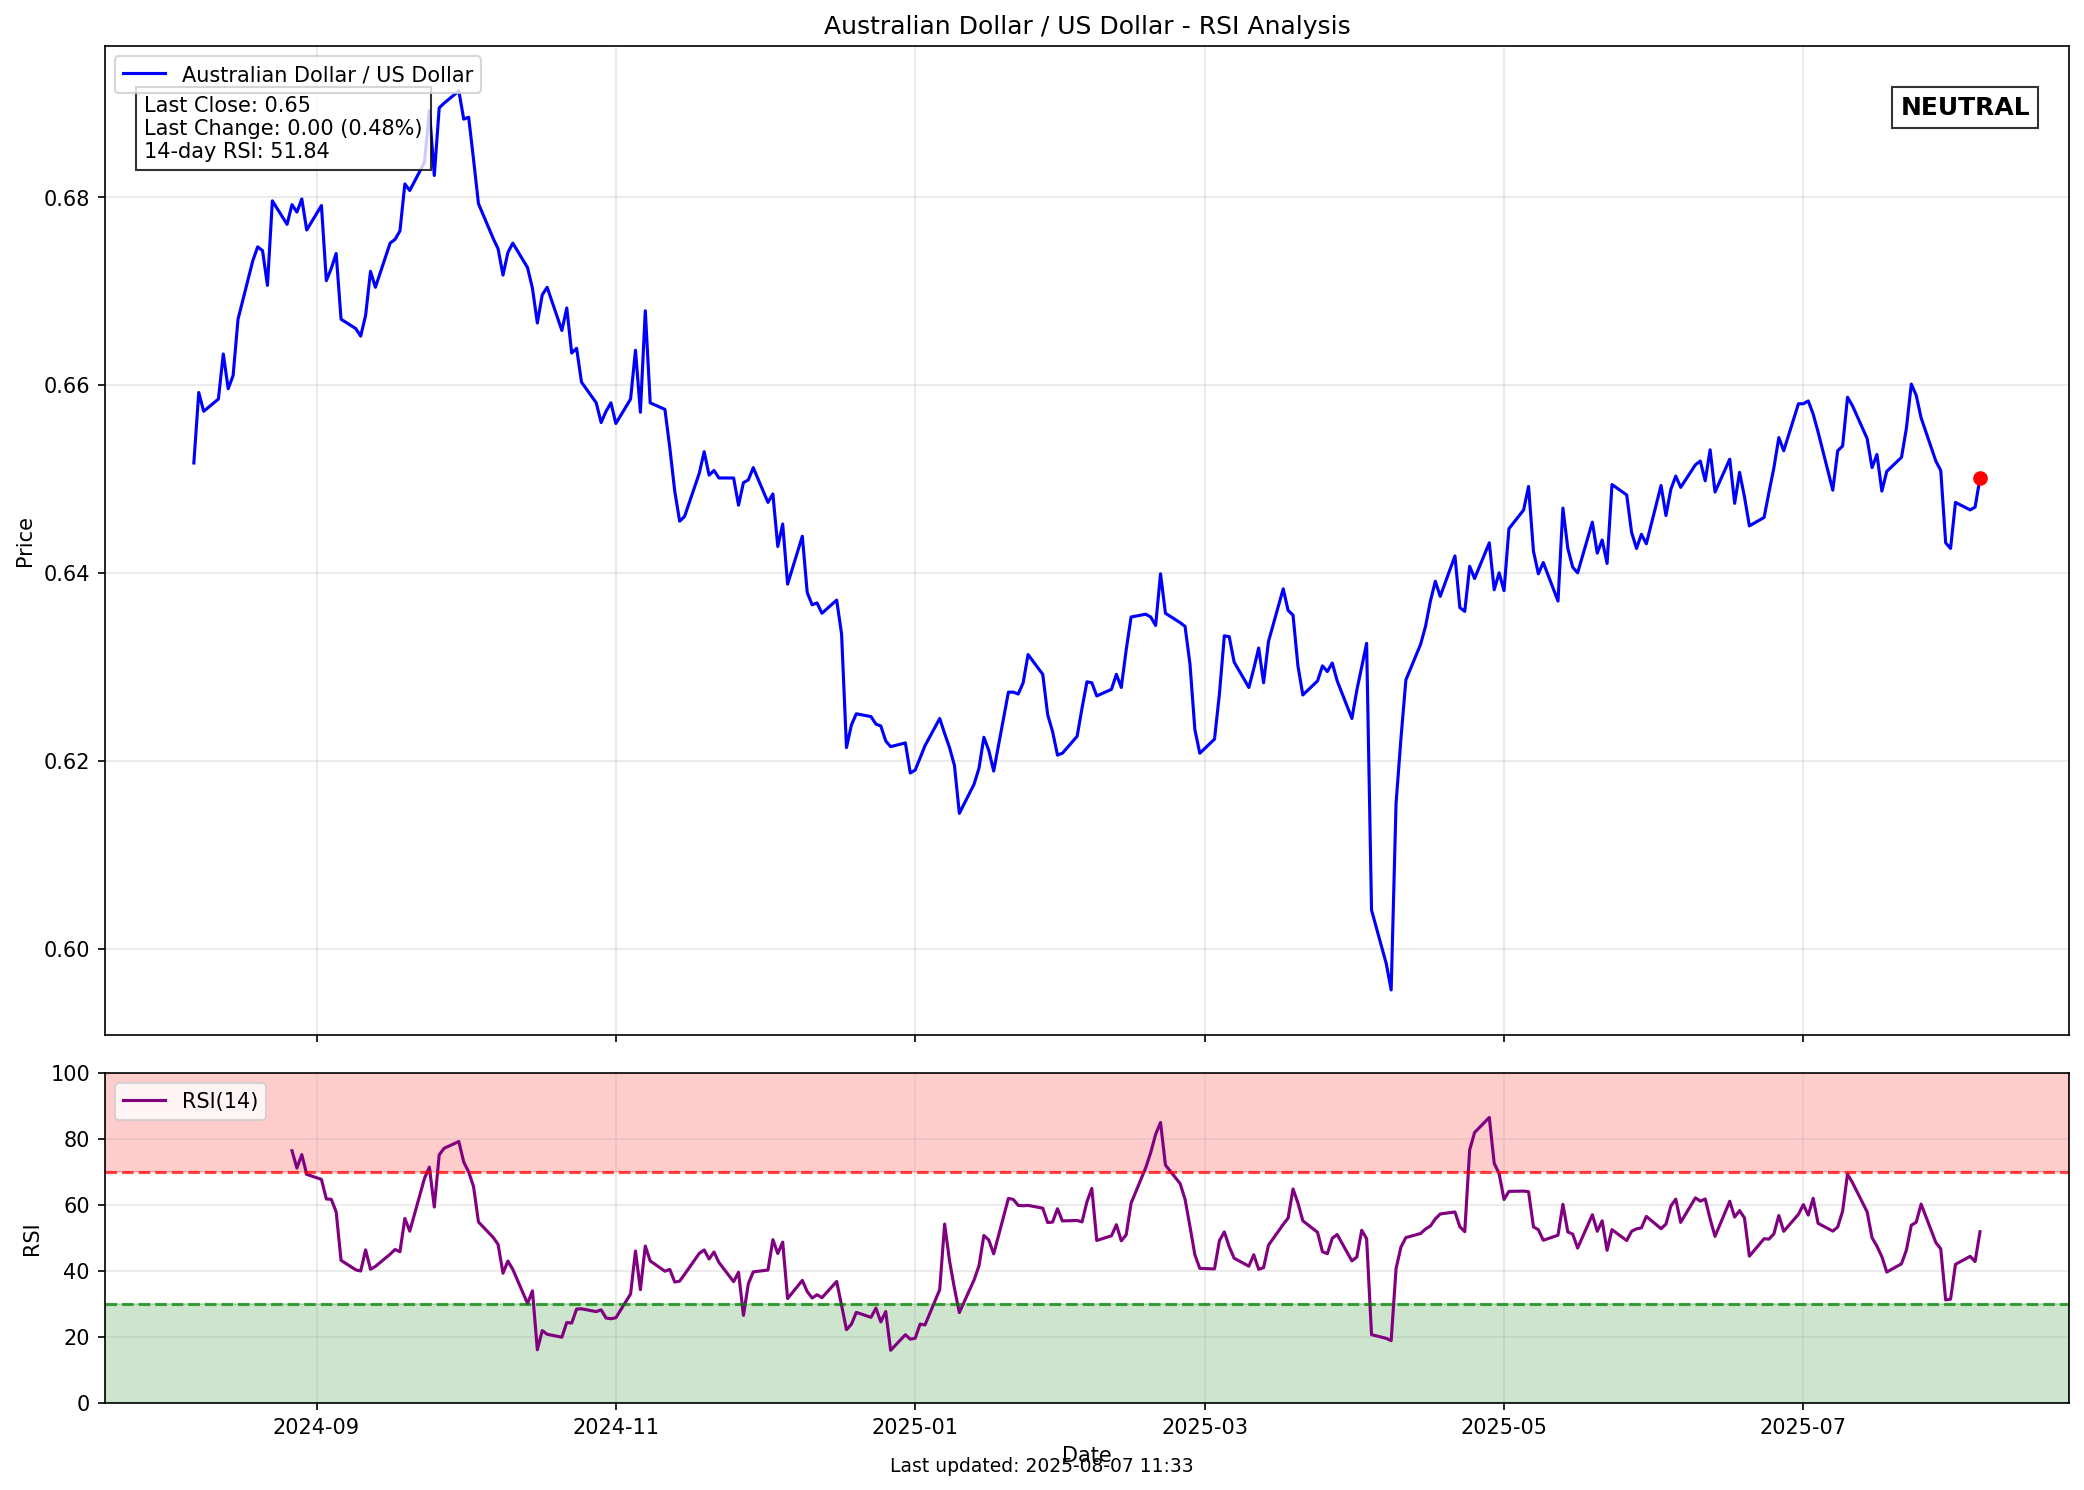 Australian Dollar / US Dollar - RSI Analysis
Australian Dollar / US Dollar
Last Close: 0.65
Last Change: 0.00 (0.48%)
14-day RSI: 51.84
NEUTRAL
Price
0.68
0.66
0.64
0.62
0.60
RSI(14)
RSI
100
80
60
40
20
0
2024-09
2024-11
2025-01
2025-03
2025-05
2025-07
Date
Last updated: 2025-08-07 11:33